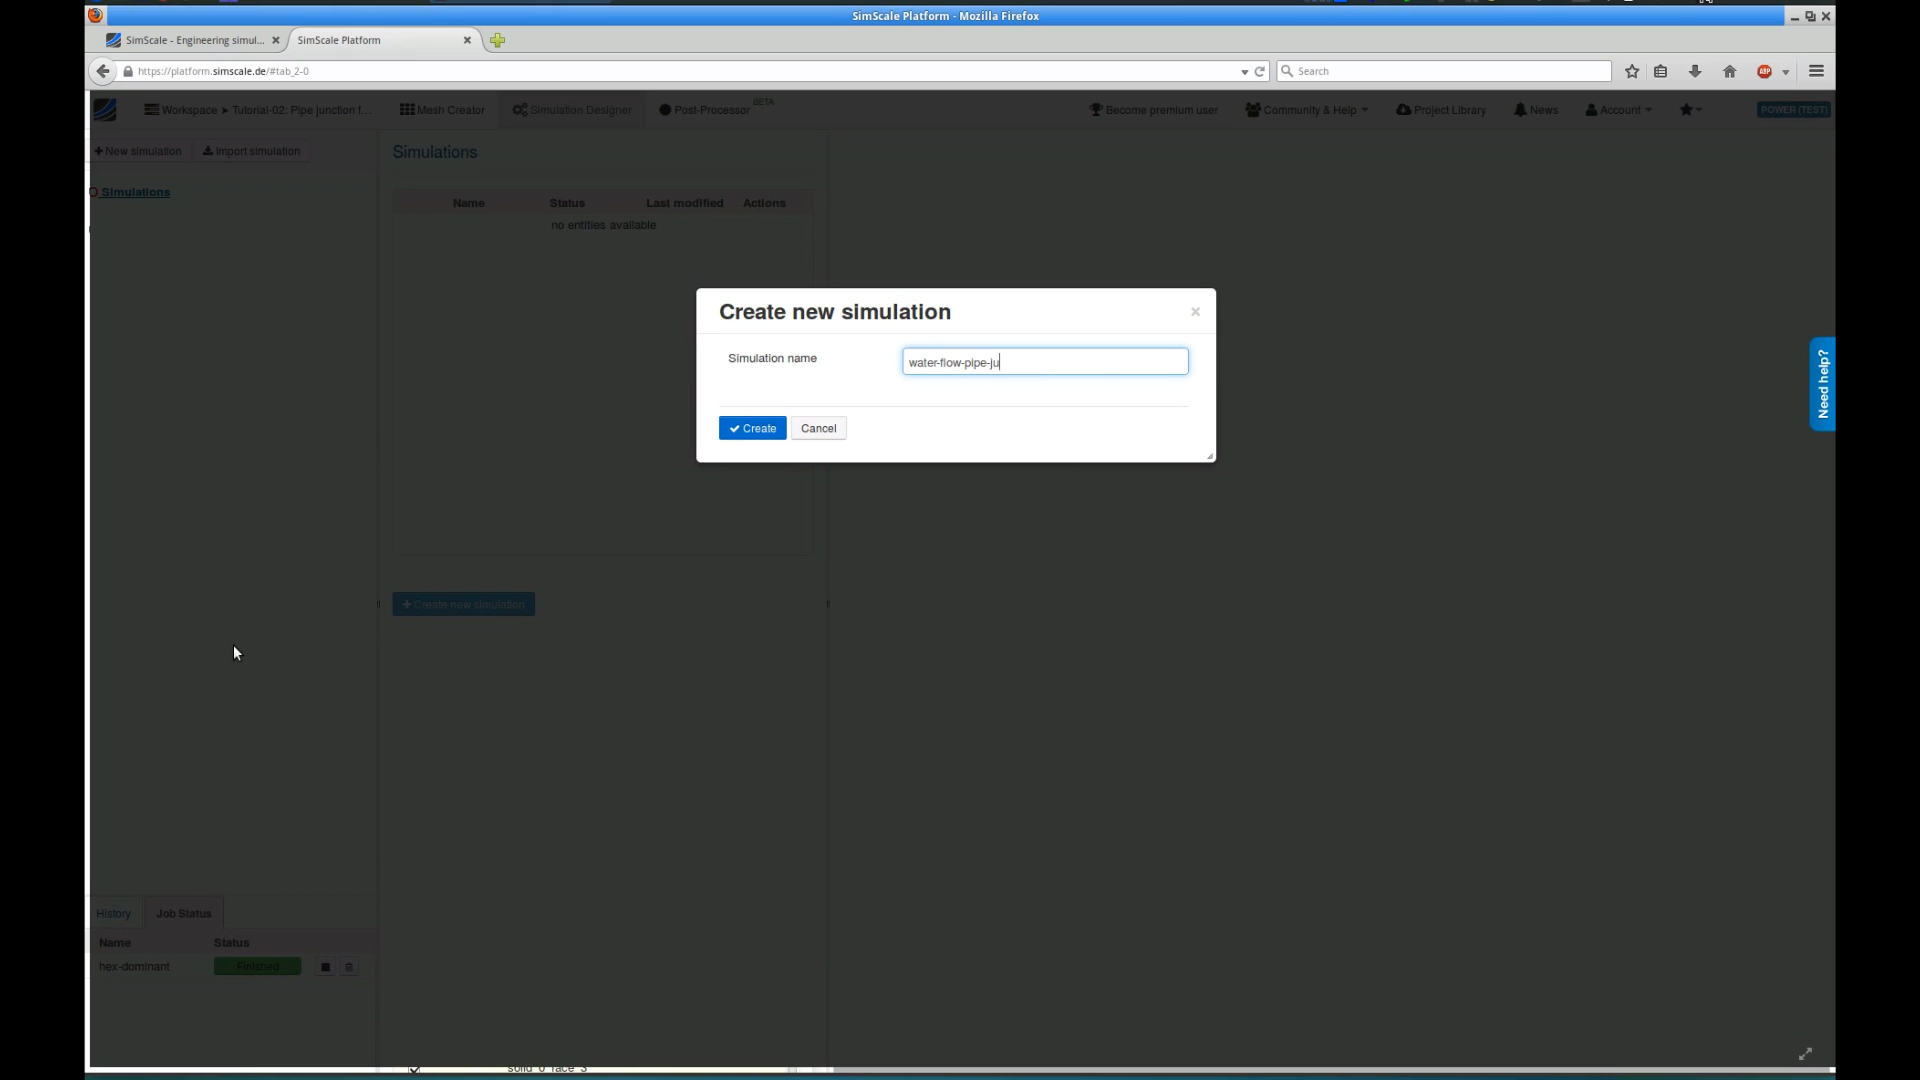 SimScale Platform - Mozilla Firefox
SimScale - Engineering simul...
SimScale Platform
https://platform.simscale.de/#tab_2-0
Search
ABP
Workspace ➤ Tutorial-02: Pipe junction f...
Mesh Creator
Simulation Designer
Post-Processor BETA
Become premium user
Community & Help
Project Library
News
Account
POWER (TEST)
New simulation
Import simulation
Simulations
Simulations
Name Status Last modified Actions
no entities available
Create new simulation
Simulation name
water-flow-pipe-ju
Create
Cancel
Need help?
Create new simulation
History
Job Status
Name Status
hex-dominant Finished
solid_0_face_3